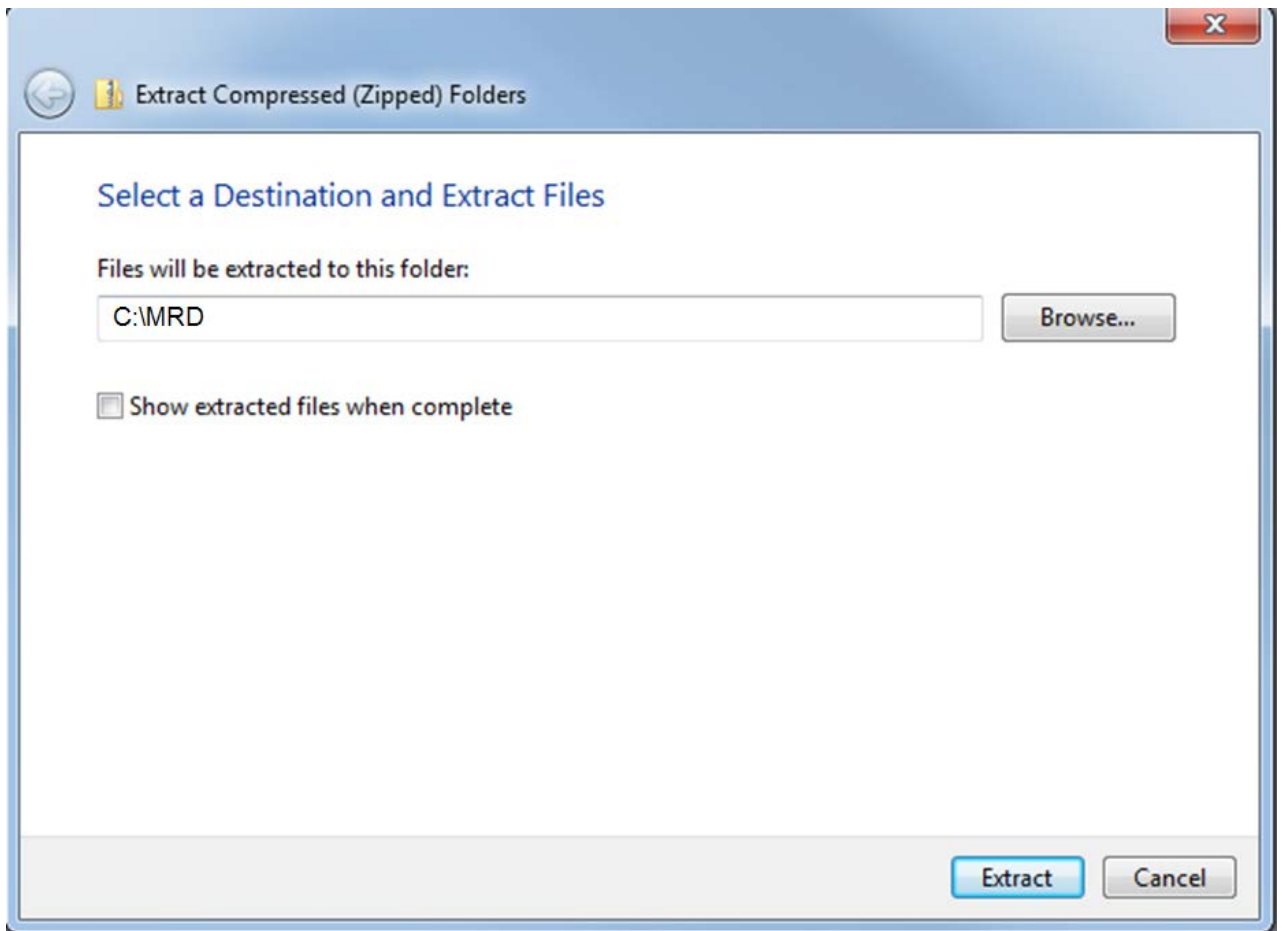 Extract Compressed (Zipped) Folders
Select a Destination and Extract Files
Files will be extracted to this folder:
C:\MRD
Browse...
Show extracted files when complete
Extract
Cancel